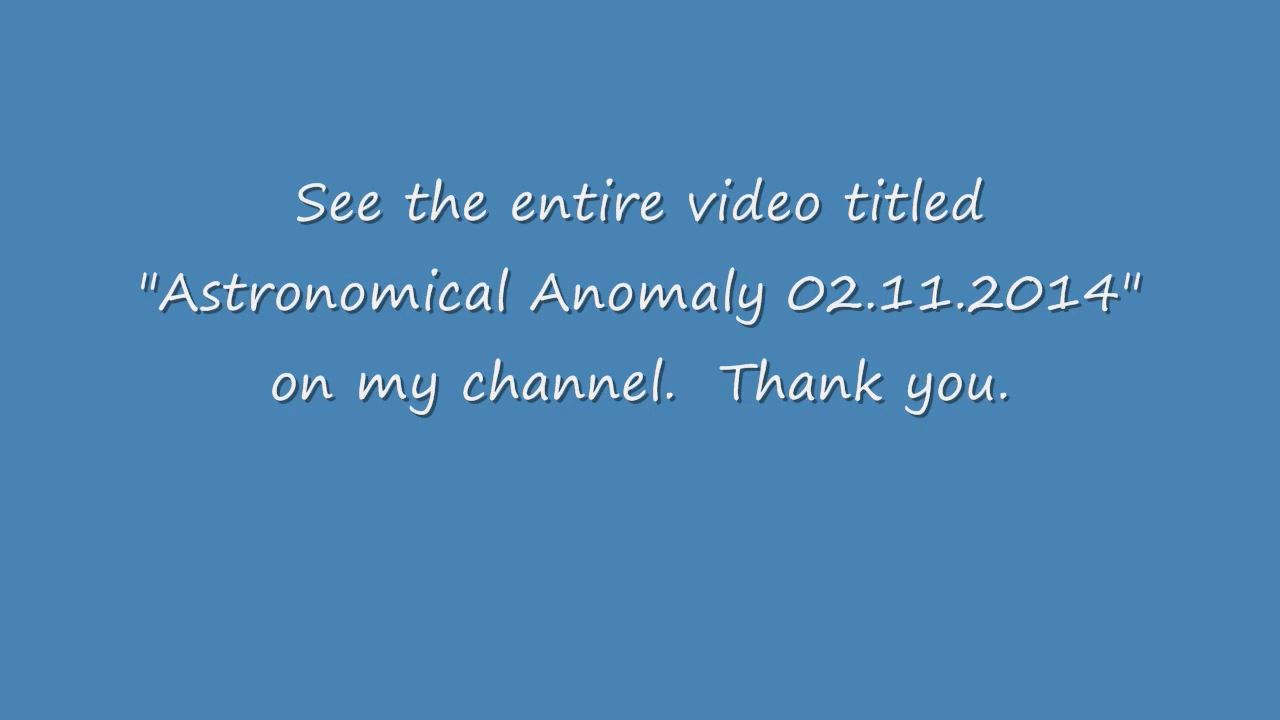 See the entire video titled
"Astronomical Anomaly 02.11.2014"
on my channel.  Thank you.